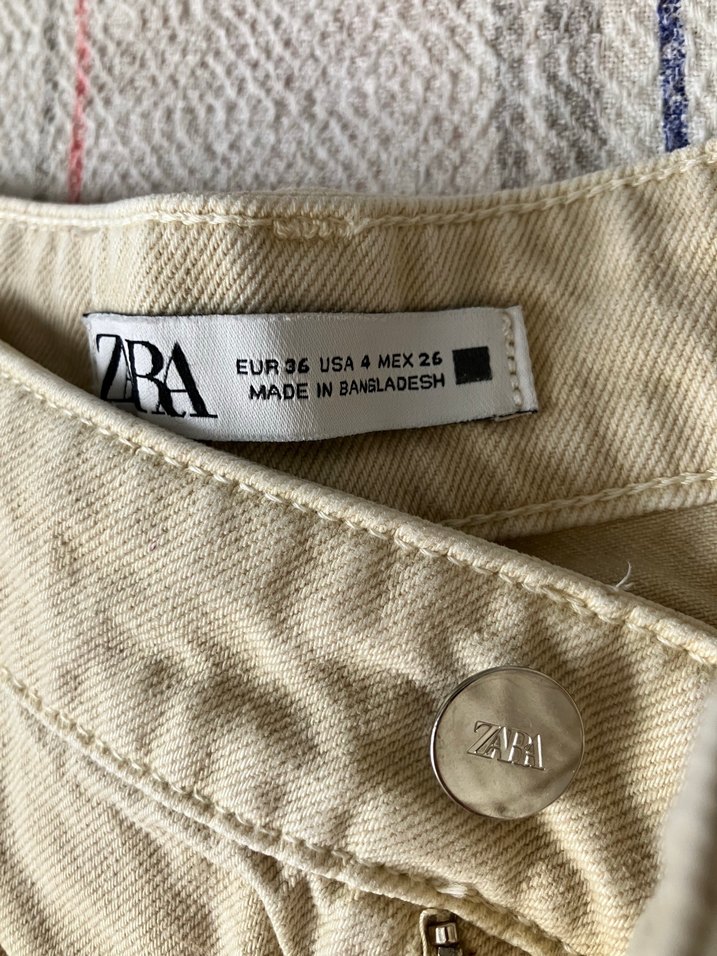 ZARA
EUR 36 USA 4 MEX 26
MADE IN BANGLADESH
ZARA